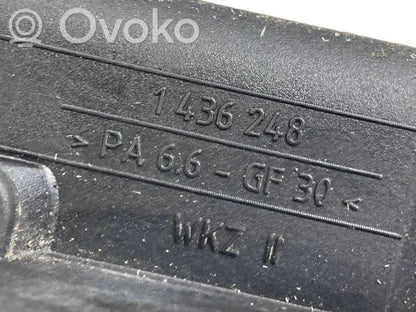 Ovoko
1 436 248
> PA 6.6 - GF 30 <
WKZ II